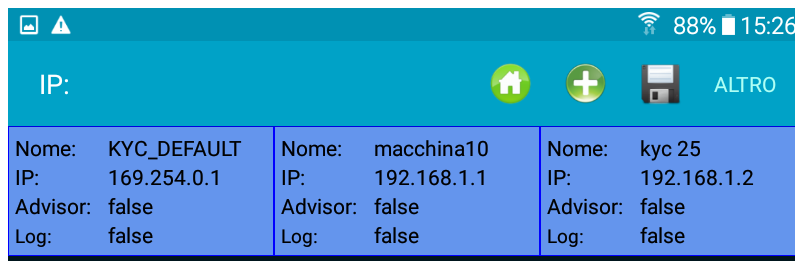 88% 15:26
IP: ALTRO
Nome: KYC_DEFAULT Nome: macchina10 Nome: kyc 25
IP: 169.254.0.1 IP: 192.168.1.1 IP: 192.168.1.2
Advisor: false Advisor: false Advisor: false
Log: false Log: false Log: false